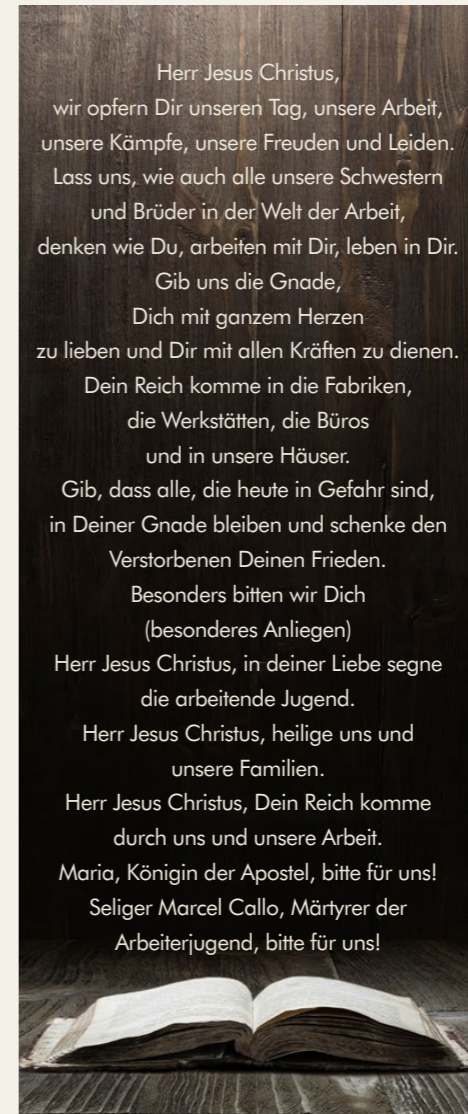 Herr Jesus Christus,
wir opfern Dir unseren Tag, unsere Arbeit,
unsere Kämpfe, unsere Freuden und Leiden.
Lass uns, wie auch alle unsere Schwestern
und Brüder in der Welt der Arbeit,
denken wie Du, arbeiten mit Dir, leben in Dir.
Gib uns die Gnade,
Dich mit ganzem Herzen
zu lieben und Dir mit allen Kräften zu dienen.
Dein Reich komme in die Fabriken,
die Werkstätten, die Büros
und in unsere Häuser.
Gib, dass alle, die heute in Gefahr sind,
in Deiner Gnade bleiben und schenke den
Verstorbenen Deinen Frieden.
Besonders bitten wir Dich
(besonderes Anliegen)
Herr Jesus Christus, in deiner Liebe segne
die arbeitende Jugend.
Herr Jesus Christus, heilige uns und
unsere Familien.
Herr Jesus Christus, Dein Reich komme
durch uns und unsere Arbeit.
Maria, Königin der Apostel, bitte für uns!
Seliger Marcel Callo, Märtyrer der
Arbeiterjugend, bitte für uns!